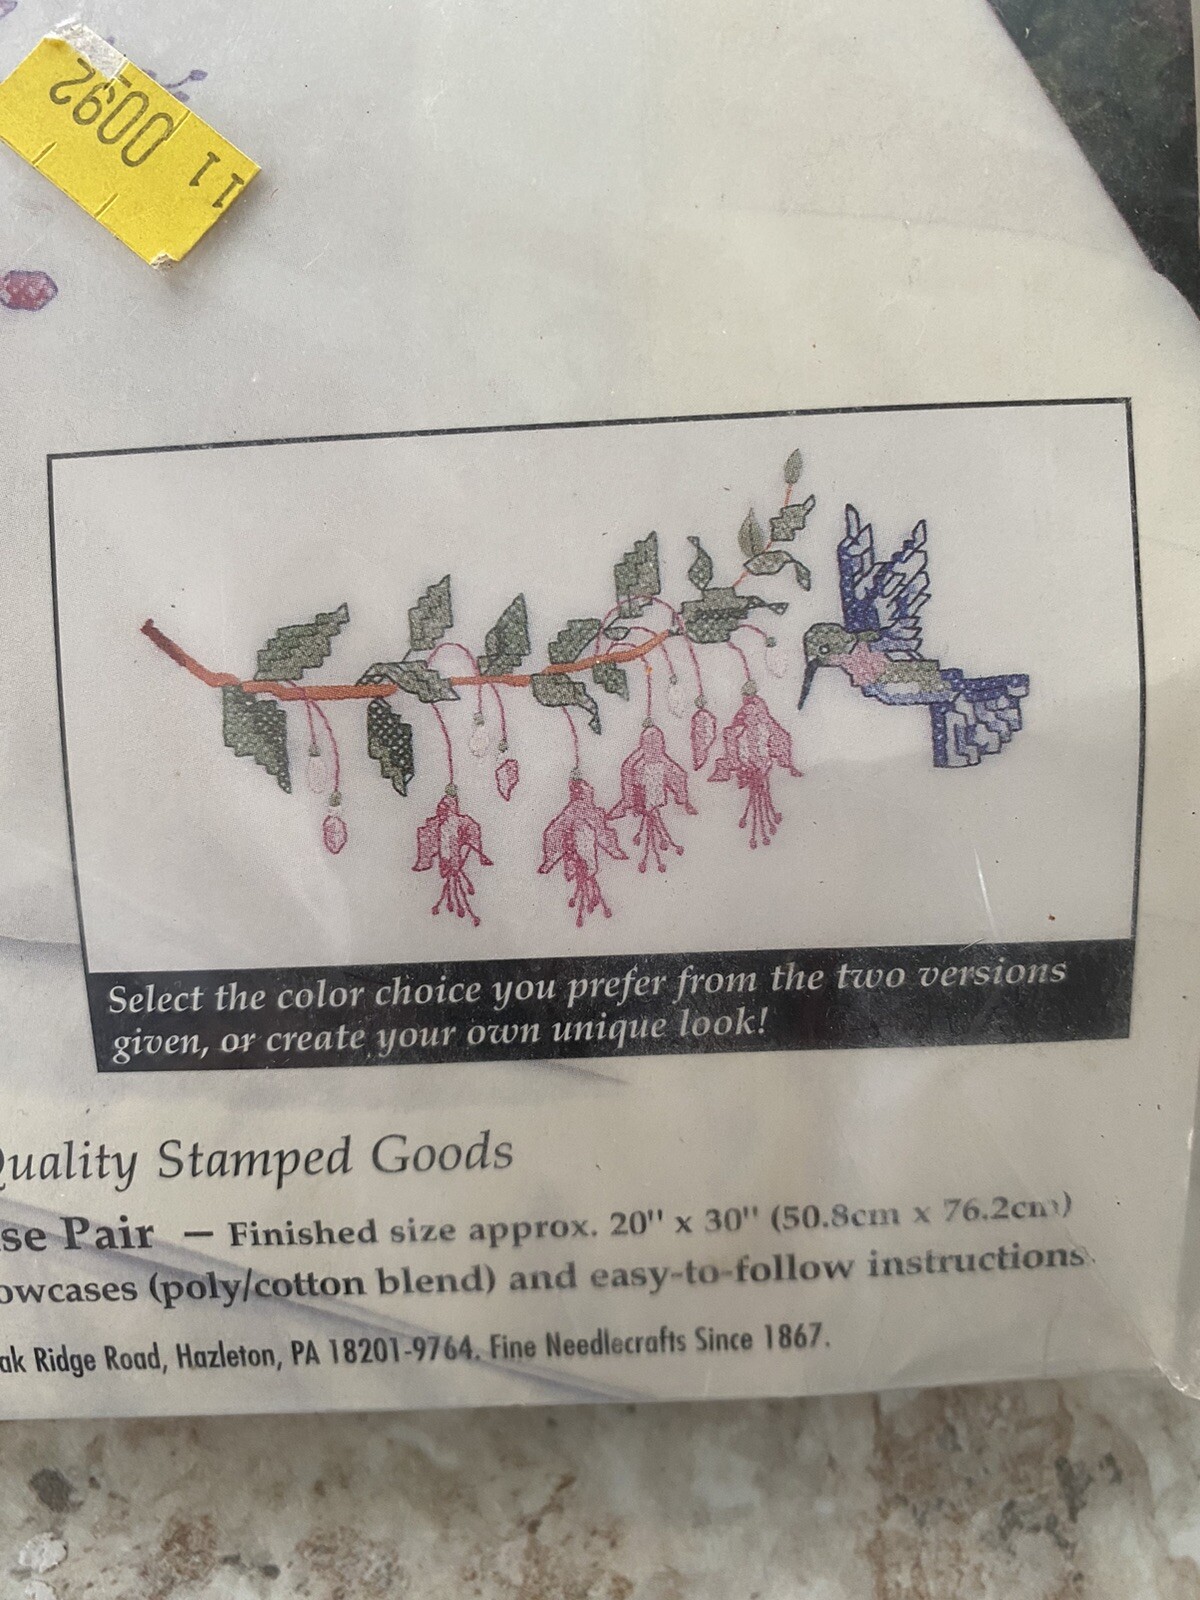 11 0092
Select the color choice you prefer from the two versions
given, or create your own unique look!
Quality Stamped Goods
se Pair — Finished size approx. 20" x 30" (50.8cm x 76.2cm)
owcases (poly/cotton blend) and easy-to-follow instructions.
ak Ridge Road, Hazleton, PA 18201-9764. Fine Needlecrafts Since 1867.